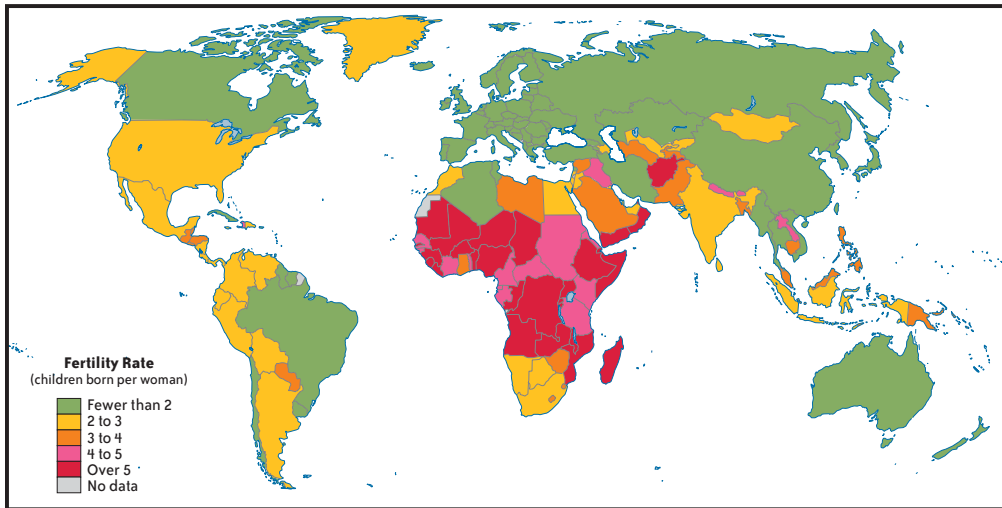 Fertility Rate
(children born per woman)
Fewer than 2
2 to 3
3 to 4
4 to 5
Over 5
No data